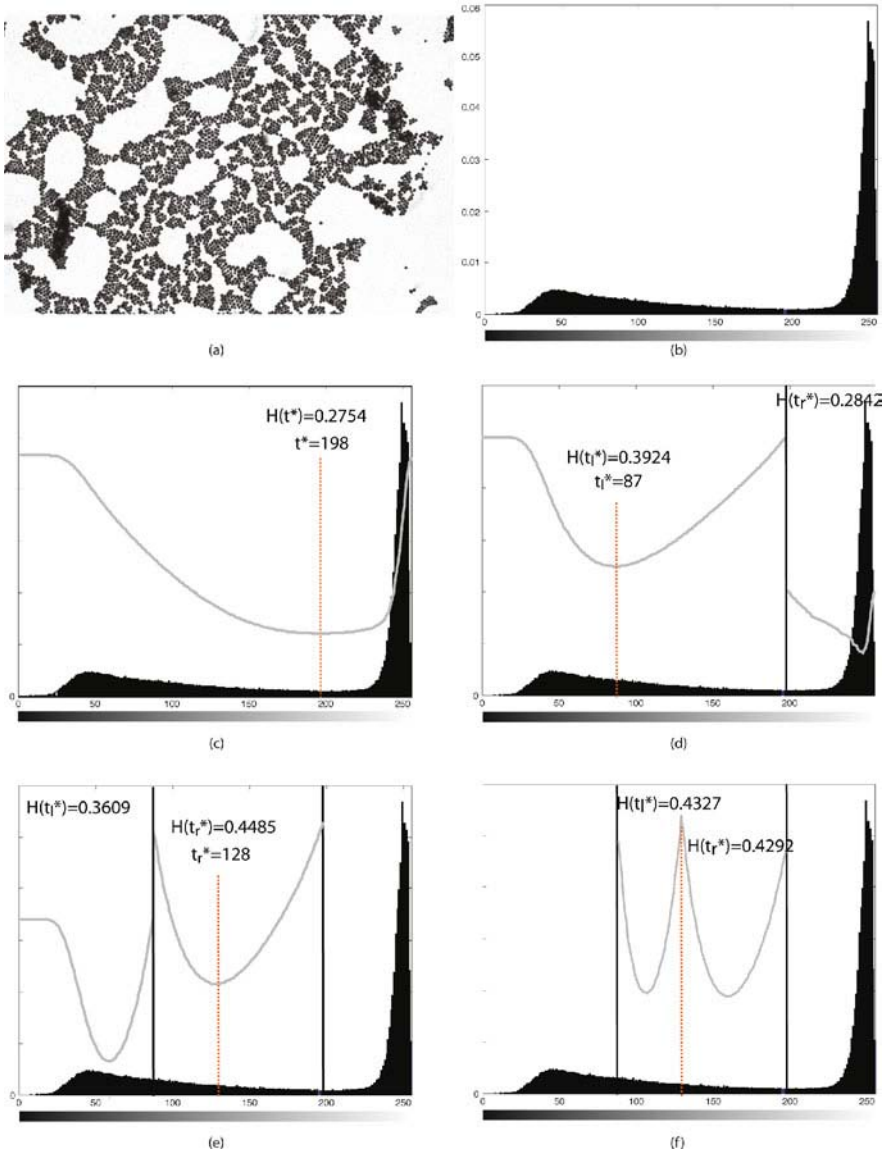 0.06
0.05
0.04
0.03
0.02
0.01
0
0 50 100 150 200 250
(a)
(b)
H(t*)=0.2754
t*=198
0
0 50 100 150 200 250
(c)
H(tr*)=0.2842
H(tl*)=0.3924
tl*=87
0
0 50 100 150 200 250
(d)
H(tl*)=0.3609
H(tr*)=0.4485
tr*=128
0
0 50 100 150 200 250
(e)
H(tl*)=0.4327
H(tr*)=0.4292
0
0 50 100 150 200 250
(f)